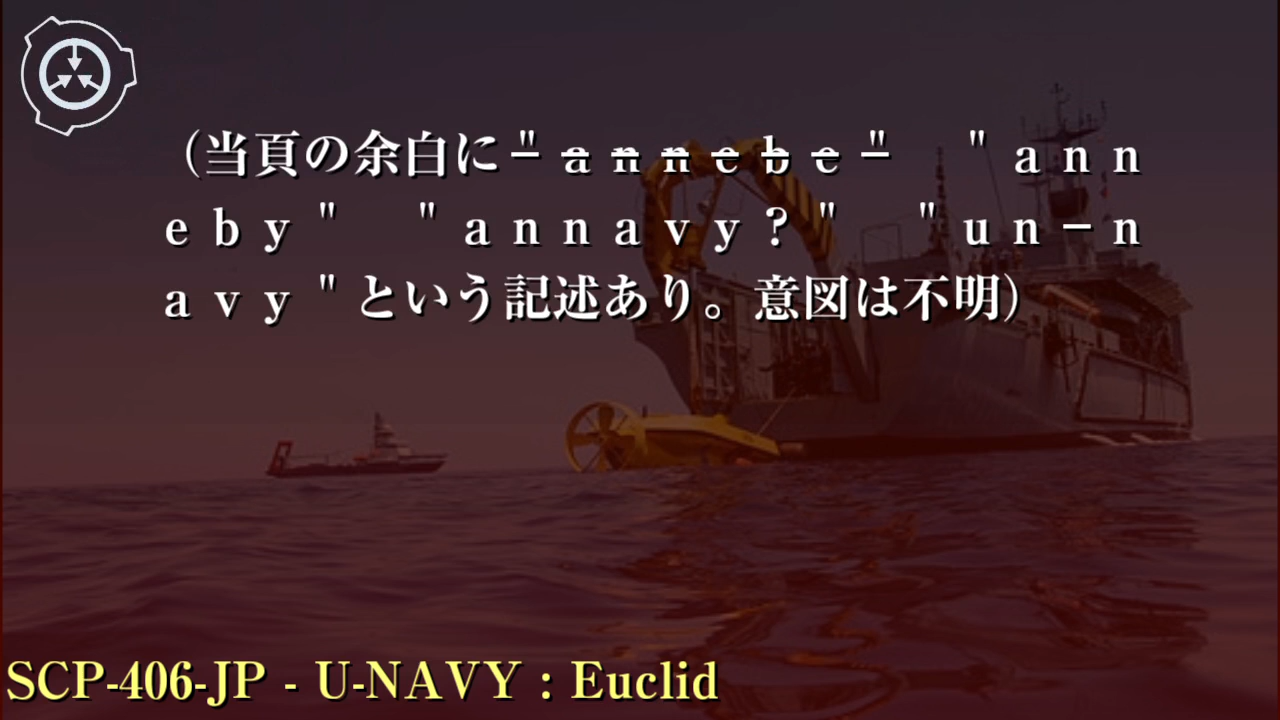 （当頁の余白に"ａｎｎｅｂｅ"　"ａｎｎ
ｅｂｙ"　"ａｎｎａｖｙ？"　"ｕｎ－ｎ
ａｖｙ"という記述あり。意図は不明）
SCP-406-JP - U-NAVY : Euclid